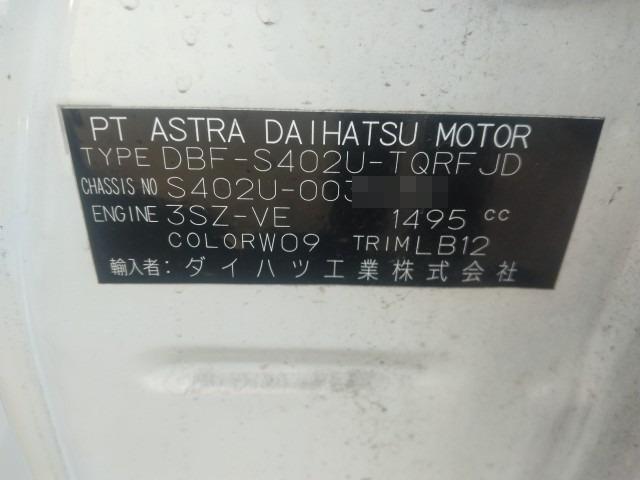 PT ASTRA DAIHATSU MOTOR
TYPE DBF-S402U-TQRFJD
CHASSIS NO S402U-003
ENGINE 3SZ-VE 1495 cc
COLOR W09 TRIM LB12
輸入者: ダイハツ工業株式会社